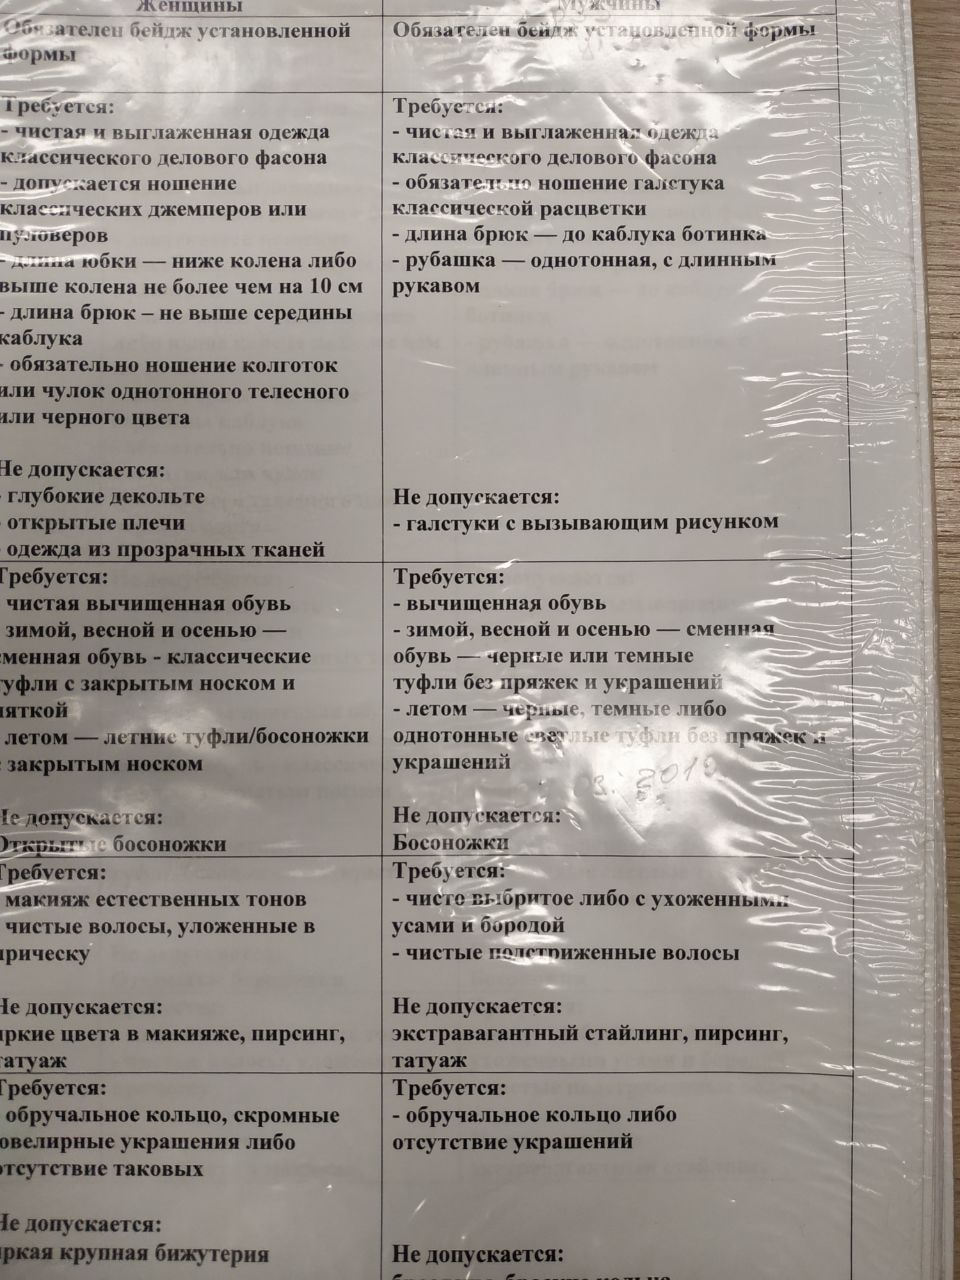 Женщины
Обязателен бейдж установленной
формы
Требуется:
- чистая и выглаженная одежда
классического делового фасона
- допускается ношение
классических джемперов или
пуловеров
- длина юбки — ниже колена либо
выше колена не более чем на 10 см
- длина брюк – не выше середины
каблука
- обязательно ношение колготок
или чулок однотонного телесного
или черного цвета
Не допускается:
- глубокие декольте
- открытые плечи
- одежда из прозрачных тканей
Требуется:
чистая вычищенная обувь
зимой, весной и осенью —
сменная обувь - классические
туфли с закрытым носком и
пяткой
летом — летние туфли/босоножки
с закрытым носком
Не допускается:
Открытые босоножки
Требуется:
макияж естественных тонов
чистые волосы, уложенные в
прическу
Не допускается:
яркие цвета в макияже, пирсинг,
татуаж
Требуется:
обручальное кольцо, скромные
ювелирные украшения либо
отсутствие таковых
Не допускается:
яркая крупная бижутерия
Мужчины
Обязателен бейдж установленной формы
Требуется:
- чистая и выглаженная одежда
классического делового фасона
- обязательно ношение галстука
классической расцветки
- длина брюк — до каблука ботинка
- рубашка — однотонная, с длинным
рукавом
Не допускается:
- галстуки с вызывающим рисунком
Требуется:
- вычищенная обувь
- зимой, весной и осенью — сменная
обувь — черные или темные
туфли без пряжек и украшений
- летом — черные, темные либо
однотонные светлые туфли без пряжек и
украшений
Не допускается:
Босоножки
Требуется:
- чисто выбритое либо с ухоженными
усами и бородой
- чистые подстриженные волосы
Не допускается:
экстравагантный стайлинг, пирсинг,
татуаж
Требуется:
- обручальное кольцо либо
отсутствие украшений
Не допускается: